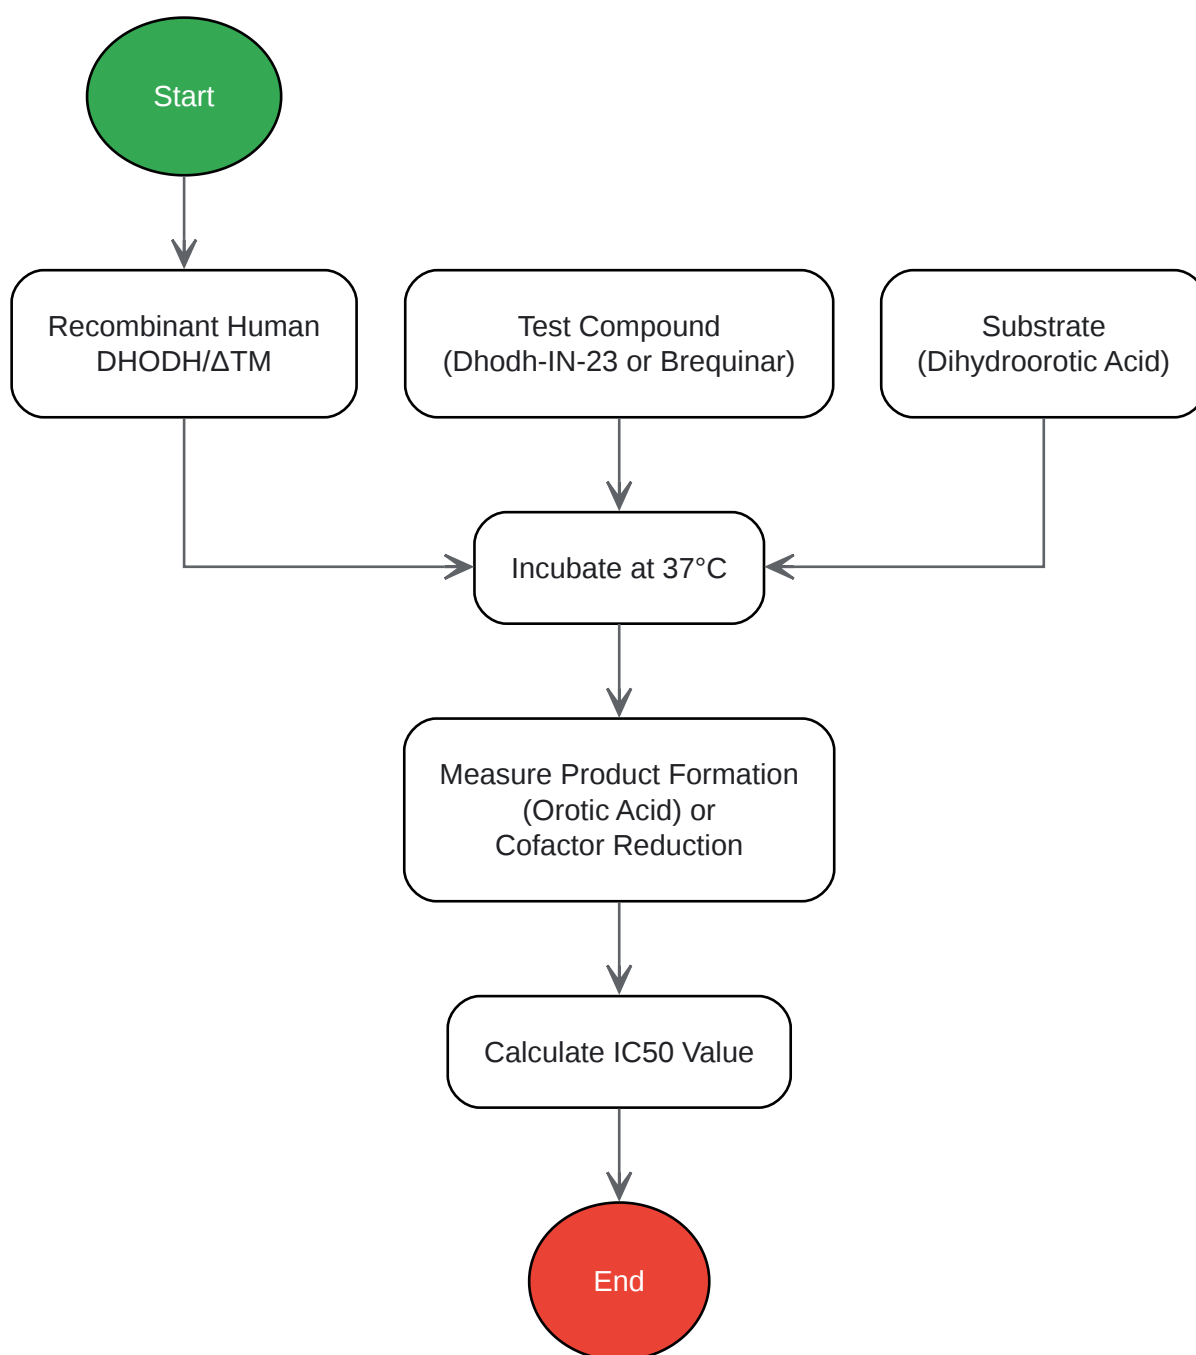 Start
Recombinant Human
DHODH/ΔTM
Test Compound
(Dhodh-IN-23 or Brequinar)
Substrate
(Dihydroorotic Acid)
Incubate at 37°C
Measure Product Formation
(Orotic Acid) or
Cofactor Reduction
Calculate IC50 Value
End